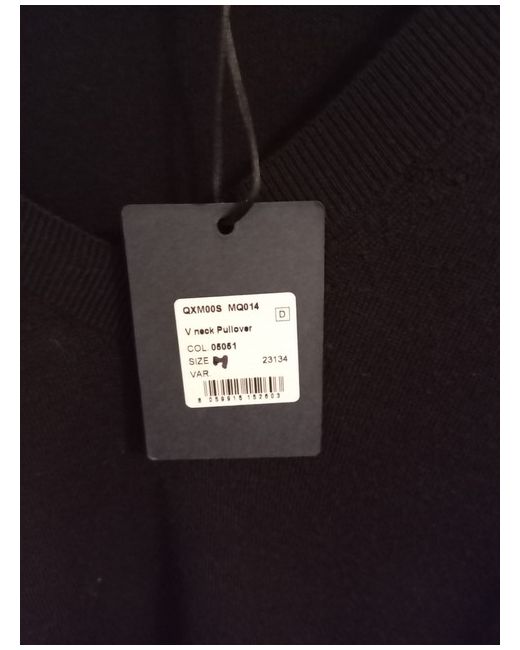 QXM00S MQ014
D
V neck Pullover
COL. 05051
SIZE 23134
VAR.
8 059915 152603